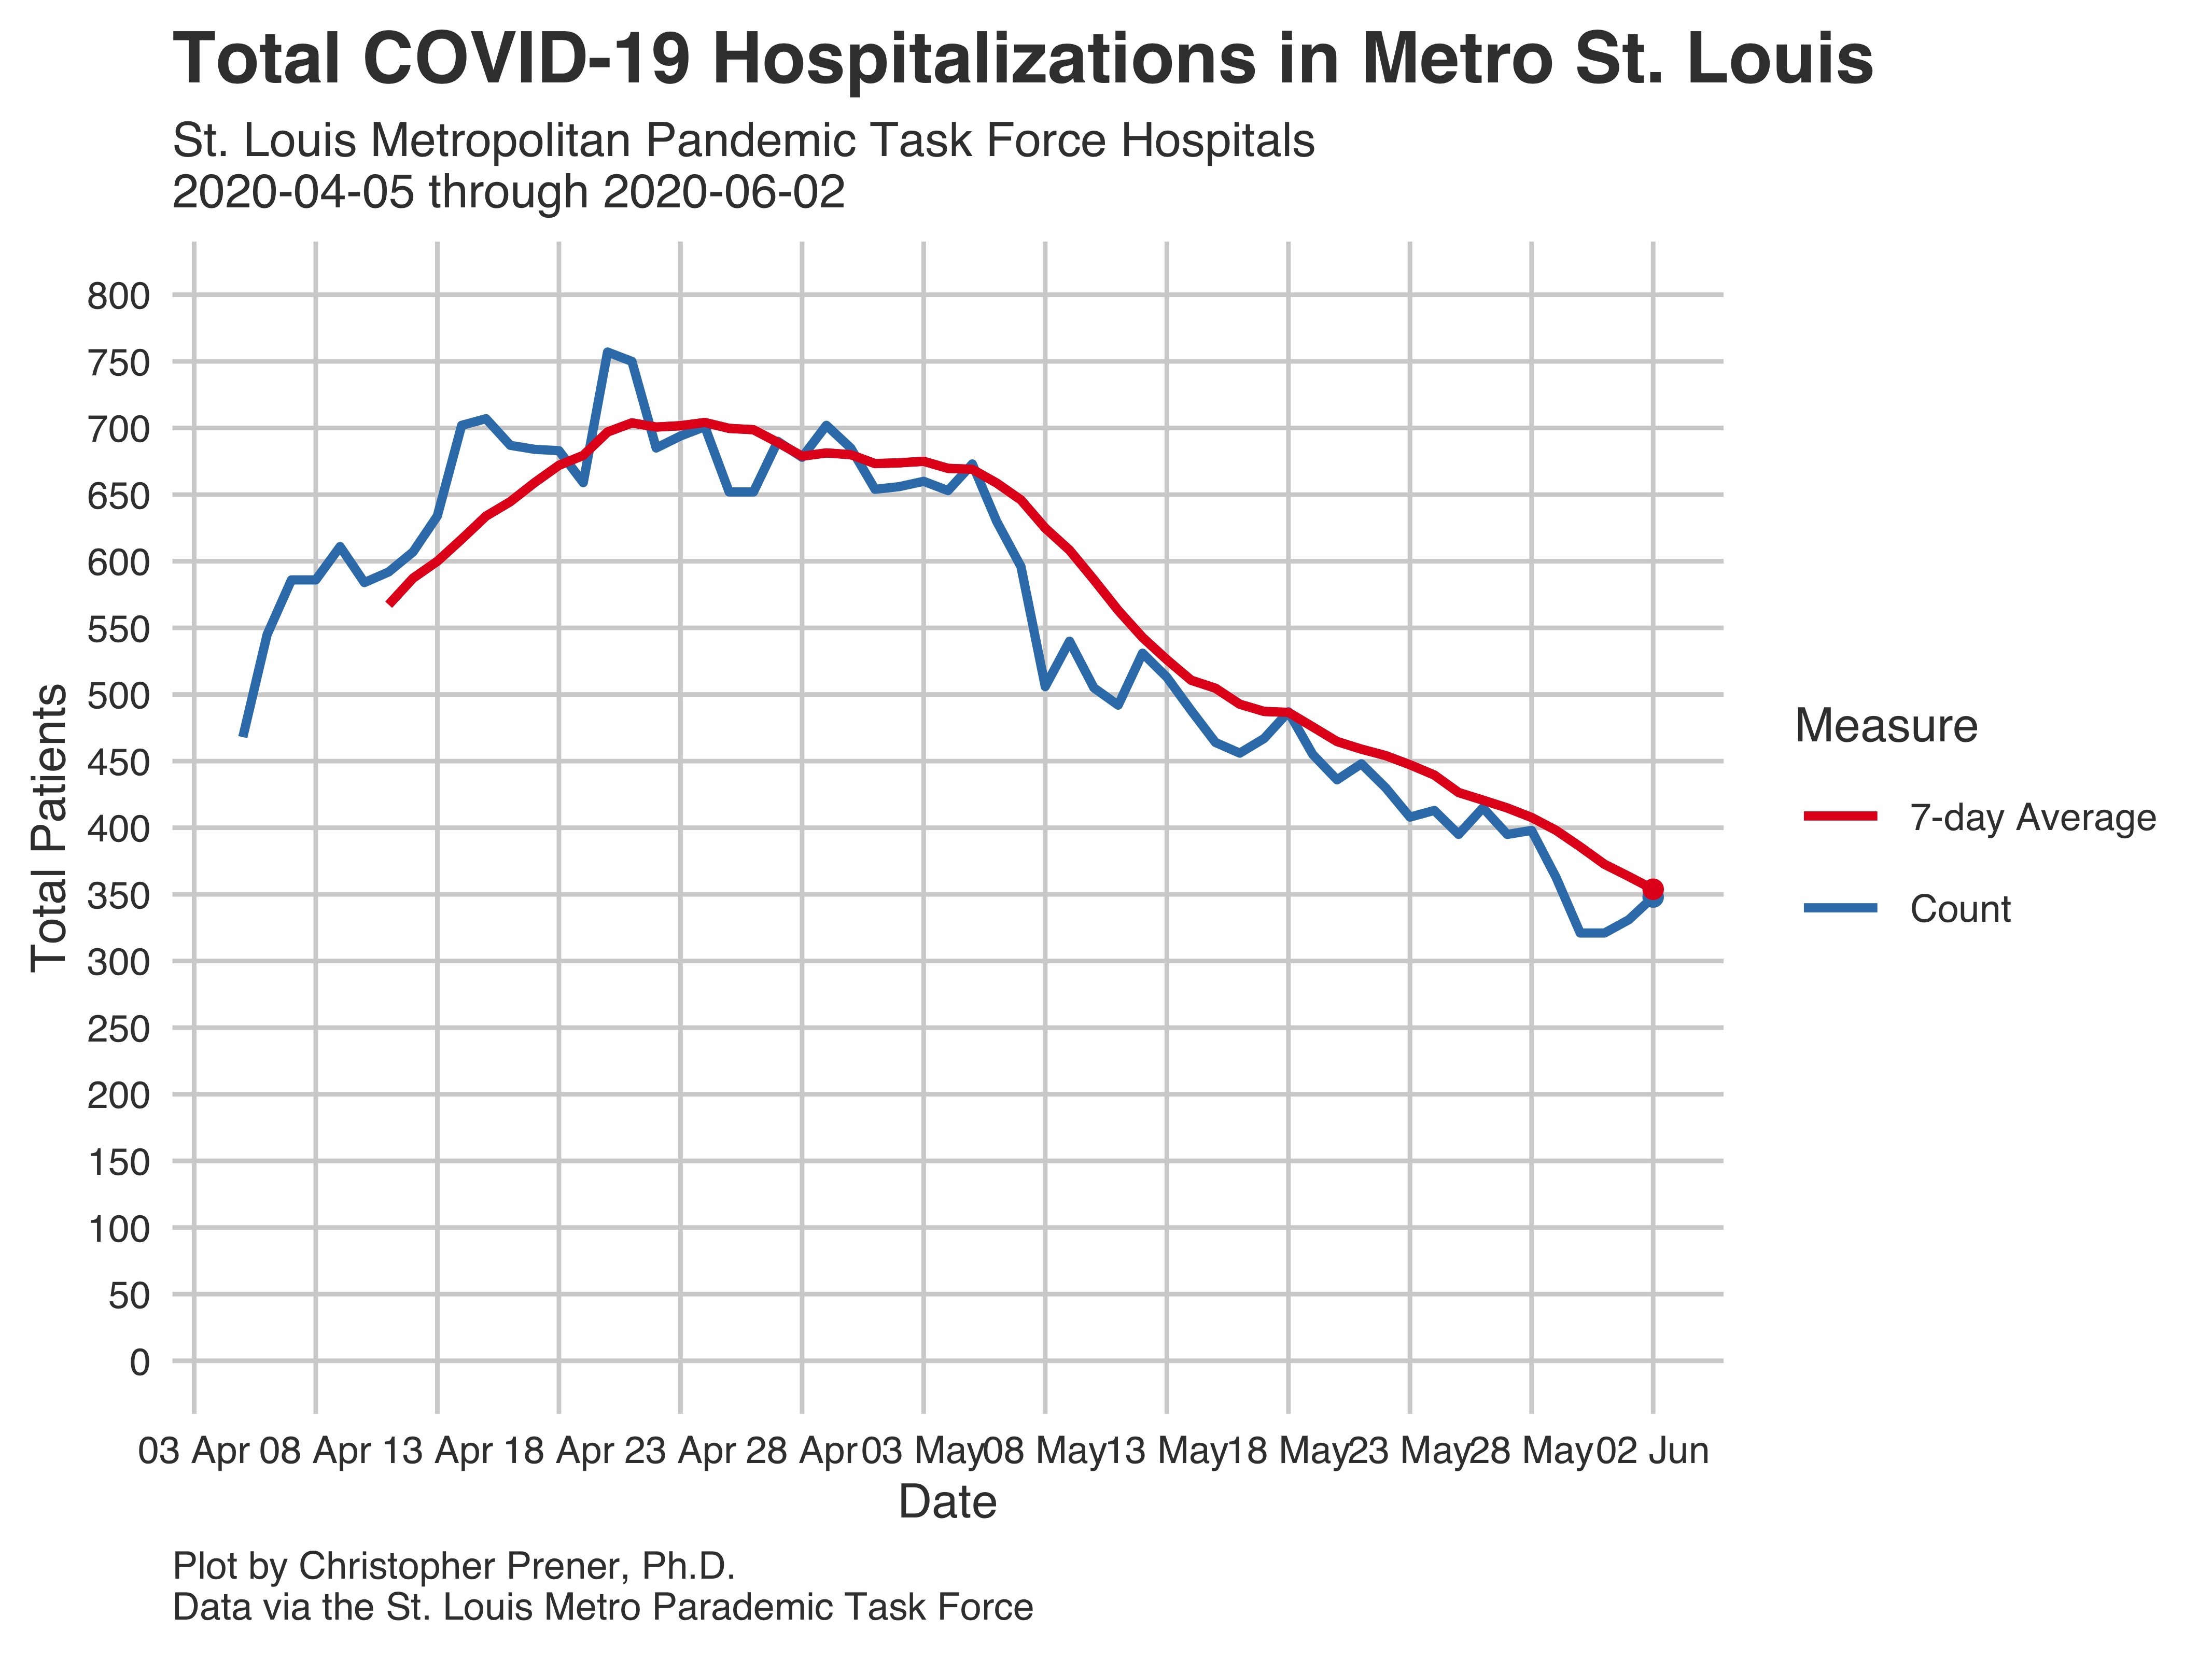 Total COVID-19 Hospitalizations in Metro St. Louis
St. Louis Metropolitan Pandemic Task Force Hospitals
2020-04-05 through 2020-06-02
800
750
700
650
600
550
500
450
400
350
300
250
200
150
100
50
0
Total Patients
03 Apr 08 Apr 13 Apr 18 Apr 23 Apr 28 Apr 03 May 08 May 13 May 18 May 23 May 28 May 02 Jun
Date
Measure
7-day Average
Count
Plot by Christopher Prener, Ph.D.
Data via the St. Louis Metro Parademic Task Force